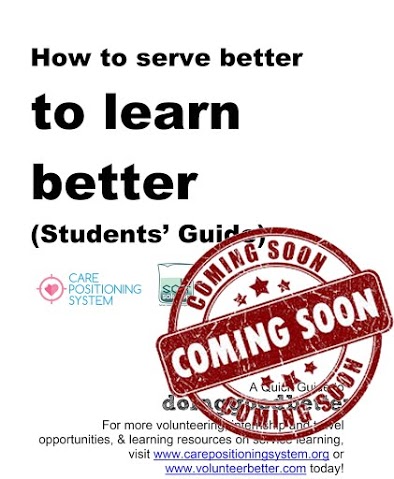 How to serve better
to learn
better
(Students' Guide)
CARE
POSITIONING
SYSTEM
COMING SOON
COMING SOON
COMING SOON
A Quick Guide to
doinggoodbetter
For more volunteering, internship and travel
opportunities, & learning resources on service learning,
visit www.carepositioningsystem.org or
www.volunteerbetter.com today!